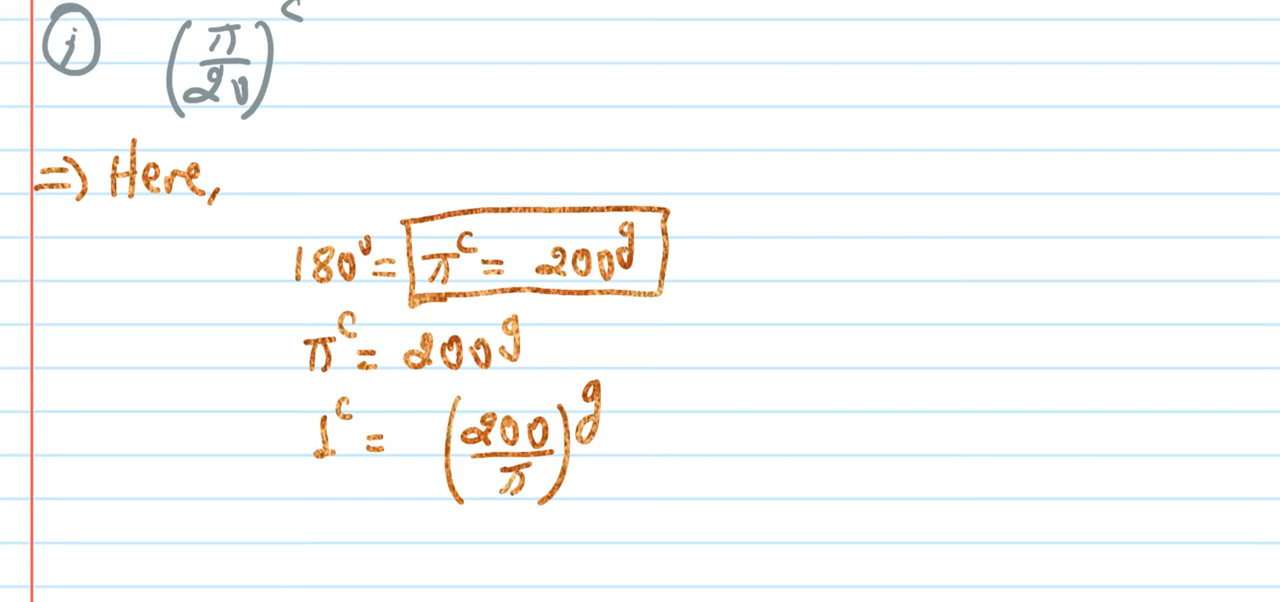 (i) (π/20)^c
⇒ Here,
180° = π^c = 200^g
π^c = 200^g
1^c = (200/π)^g